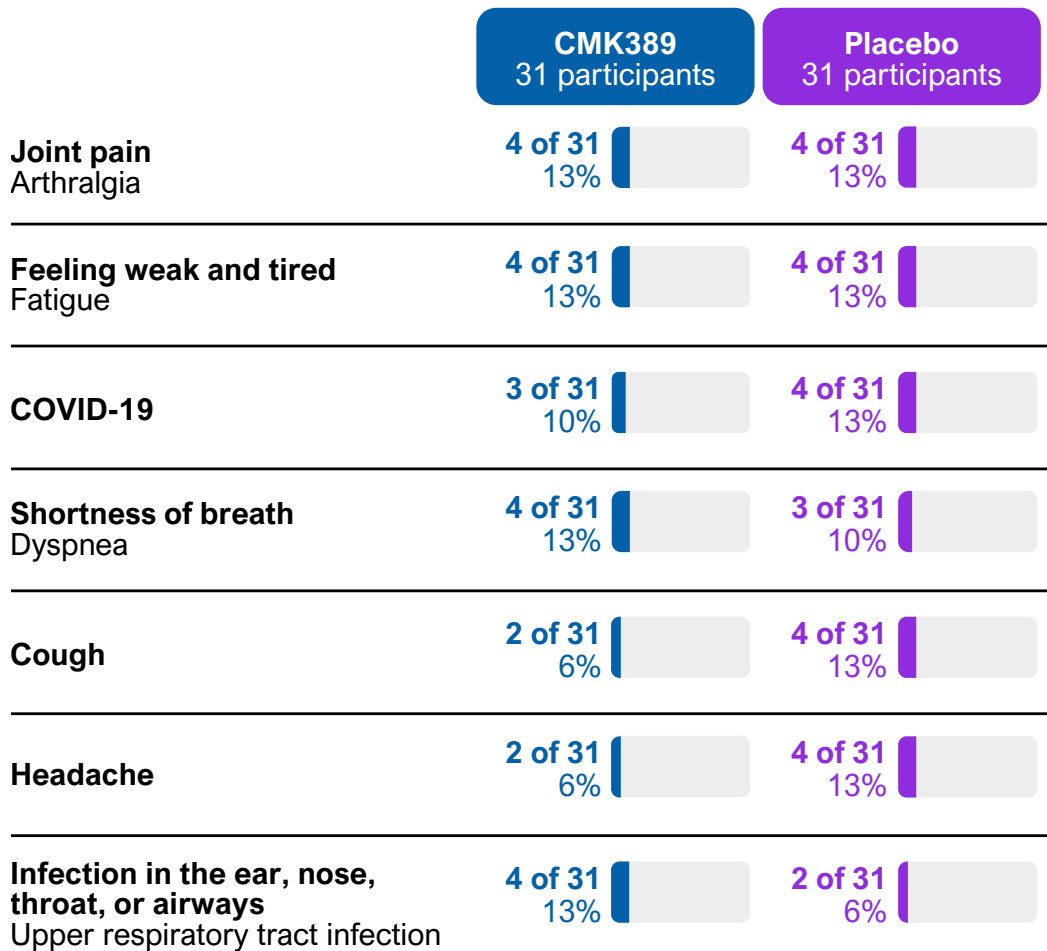 CMK389
31 participants
Placebo
31 participants
Joint pain
Arthralgia
4 of 31
13%
4 of 31
13%
Feeling weak and tired
Fatigue
4 of 31
13%
4 of 31
13%
COVID-19
3 of 31
10%
4 of 31
13%
Shortness of breath
Dyspnea
4 of 31
13%
3 of 31
10%
Cough
2 of 31
6%
4 of 31
13%
Headache
2 of 31
6%
4 of 31
13%
Infection in the ear, nose,
throat, or airways
Upper respiratory tract infection
4 of 31
13%
2 of 31
6%